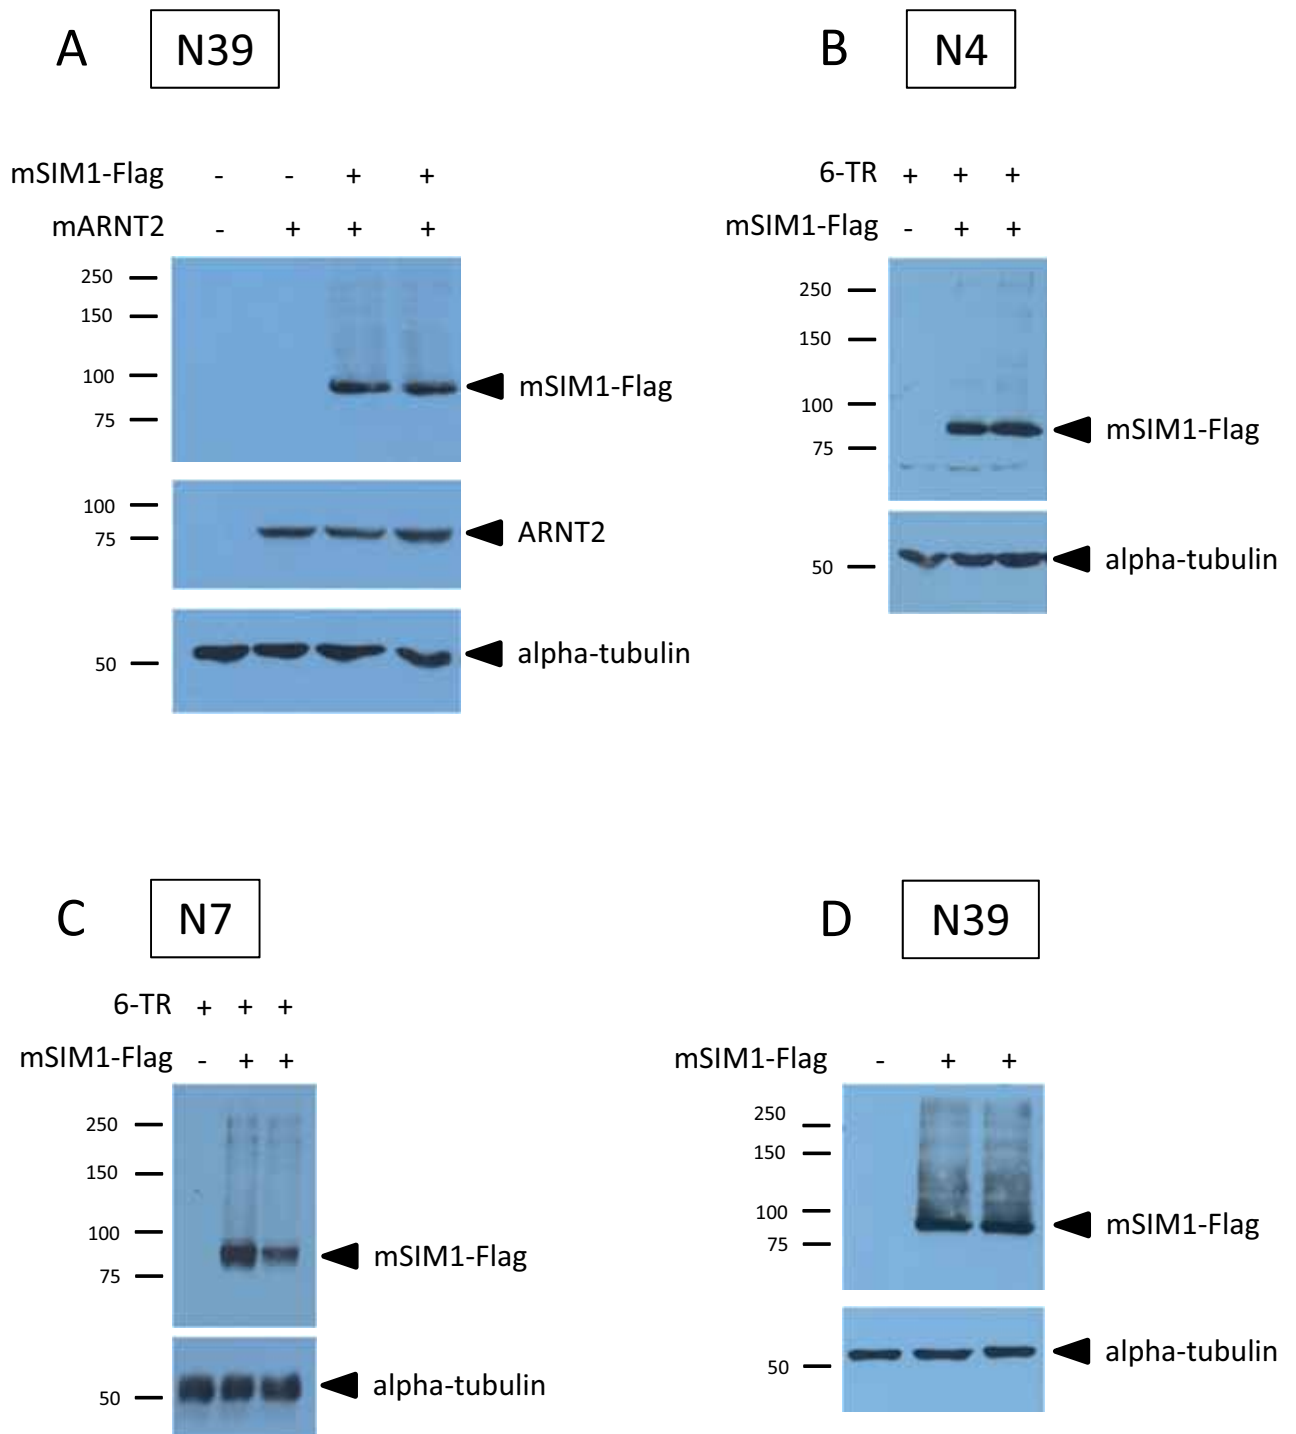 A N39
mSIM1-Flag - - + +
mARNT2 - + + +
250
150
100
75
mSIM1-Flag
100
75
ARNT2
50
alpha-tubulin
B N4
6-TR + + +
mSIM1-Flag - + +
250
150
100
75
mSIM1-Flag
50
alpha-tubulin
C N7
6-TR + + +
mSIM1-Flag - + +
250
150
100
75
mSIM1-Flag
50
alpha-tubulin
D N39
mSIM1-Flag - + +
250
150
100
75
mSIM1-Flag
50
alpha-tubulin